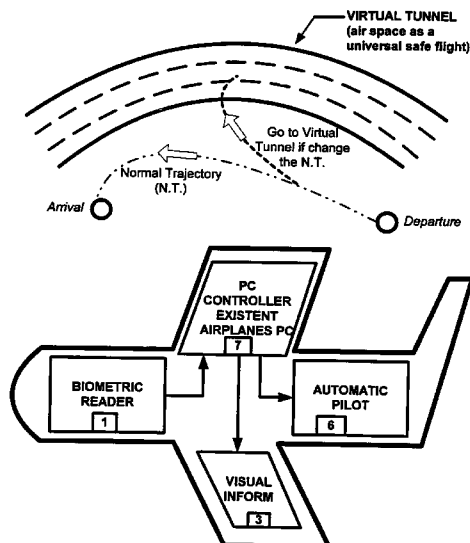 VIRTUAL TUNNEL
(air space as a
universal safe flight)
Go to Virtual
Tunnel if change
the N.T.
Normal Trajectory
(N.T.)
Arrival
Departure
PC
CONTROLLER
EXISTENT
AIRPLANES PC
7
BIOMETRIC
READER
1
AUTOMATIC
PILOT
6
VISUAL
INFORM
3